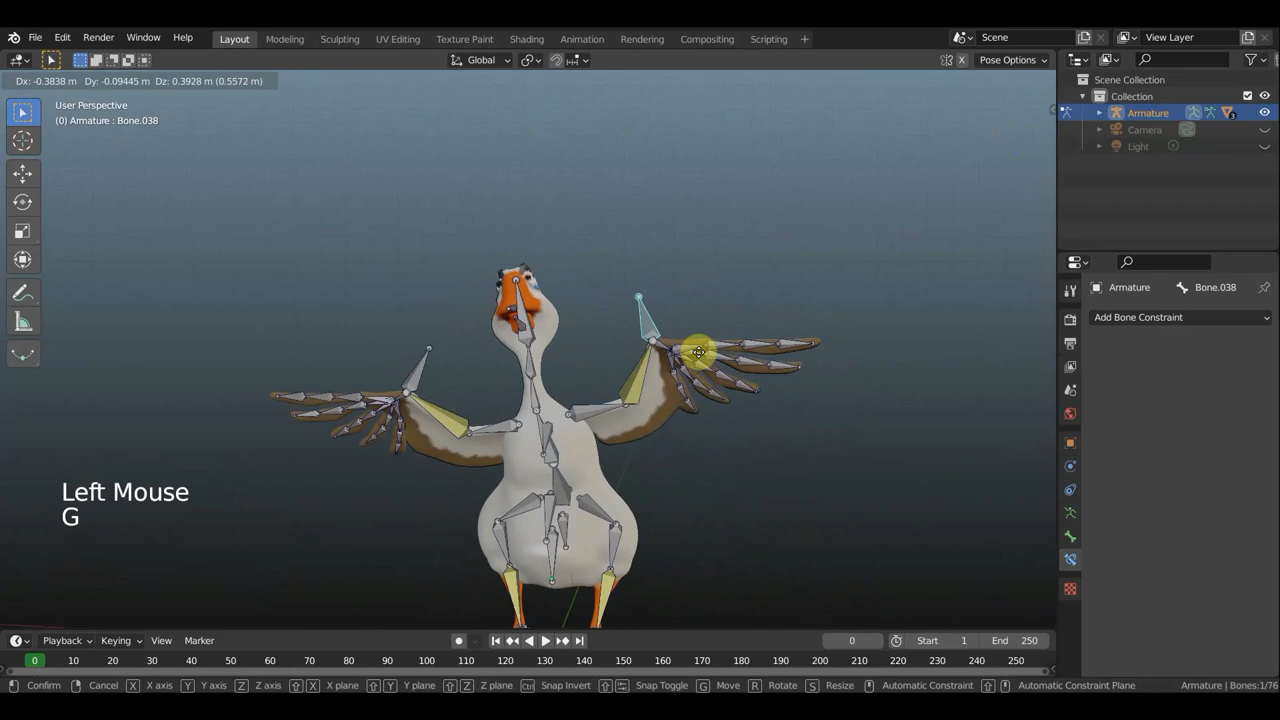 File Edit Render Window Help Layout Modeling Sculpting UV Editing Texture Paint Shading Animation Rendering Compositing Scripting + Scene View Layer
Global X Pose Options
Dx: -0.3838 m Dy: -0.09445 m Dz: 0.3928 m (0.5572 m)
User Perspective
(0) Armature : Bone.038
Scene Collection
Collection
Armature 3
Camera
Light
Armature Bone.038
Add Bone Constraint
Left Mouse
G
Playback Keying View Marker 0 Start 1 End 250
0 10 20 30 40 50 60 70 80 90 100 110 120 130 140 150 160 170 180 190 200 210 220 230 240 250
Confirm Cancel X X axis Y Y axis Z Z axis X X plane Y Y plane Z Z plane Ctrl Snap Invert Snap Toggle G Move R Rotate S Resize Automatic Constraint Automatic Constraint Plane Armature | Bones:1/76